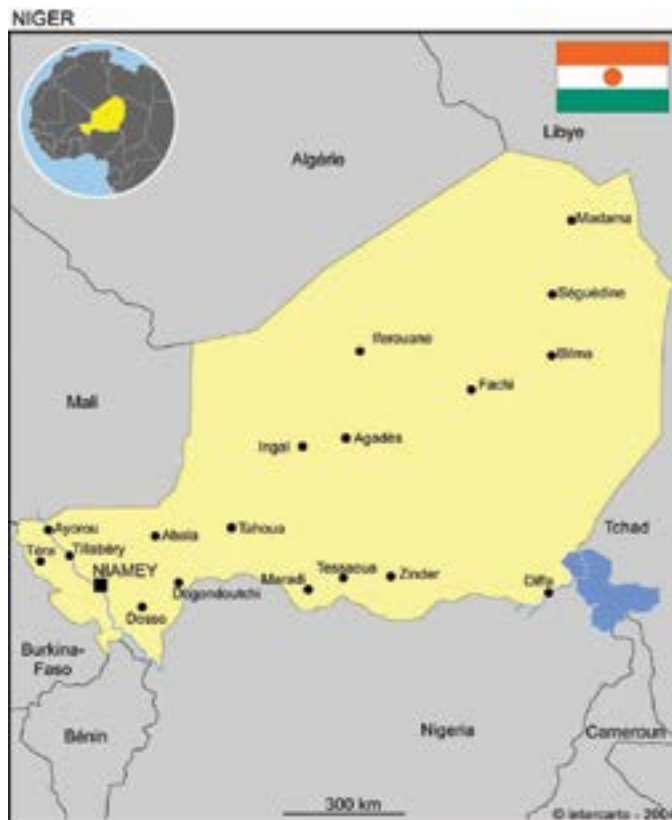 NIGER
Libye
Algérie
Madama
Séguédine
Iferouane
Bilma
Fachi
Mali
Agadès
Ingal
Tchad
Ayorou
Tahoua
Abala
Tillabéry
Téra
NIAMEY
Tessaoua
Zinder
Maradi
Diffa
Dogondoutchi
Dosso
Burkina-
Faso
Bénin
Nigeria
Cameroun
300 km